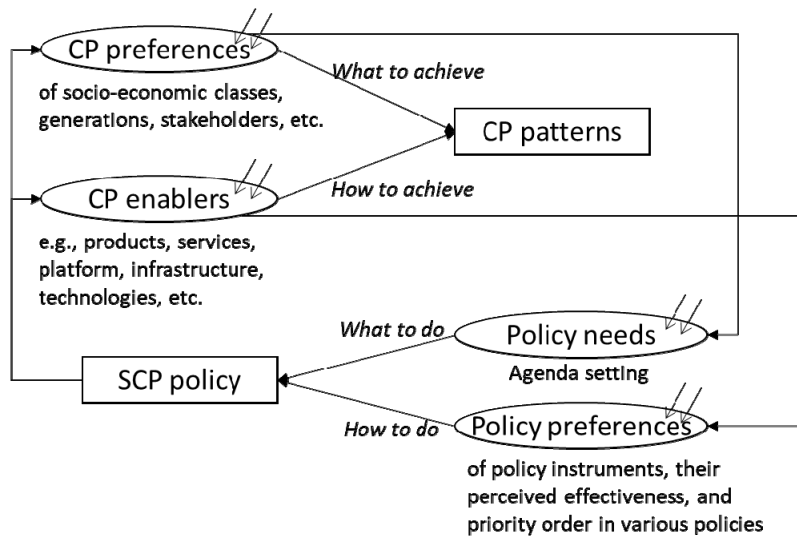 CP preferences
of socio-economic classes,
generations, stakeholders, etc.
What to achieve
CP patterns
CP enablers
How to achieve
e.g., products, services,
platform, infrastructure,
technologies, etc.
What to do
Policy needs
Agenda setting
SCP policy
How to do
Policy preferences
of policy instruments, their
perceived effectiveness, and
priority order in various policies